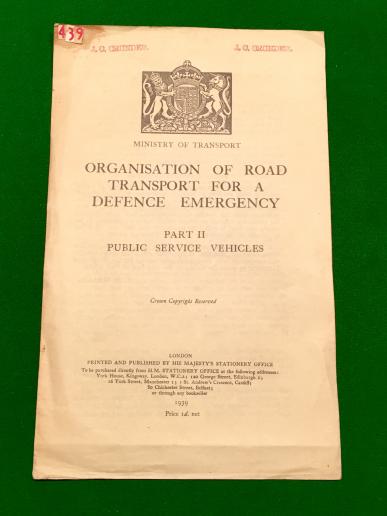 439
J. C. GMINDER. J. C. GMINDER.
MINISTRY OF TRANSPORT
ORGANISATION OF ROAD
TRANSPORT FOR A
DEFENCE EMERGENCY
PART II
PUBLIC SERVICE VEHICLES
Crown Copyright Reserved
LONDON
PRINTED AND PUBLISHED BY HIS MAJESTY'S STATIONERY OFFICE
To be purchased directly from H.M. STATIONERY OFFICE at the following addresses:
York House, Kingsway, London, W.C.2; 120 George Street, Edinburgh 2;
26 York Street, Manchester 1; 1 St. Andrew's Crescent, Cardiff;
80 Chichester Street, Belfast;
or through any bookseller
1939
Price 1d. net